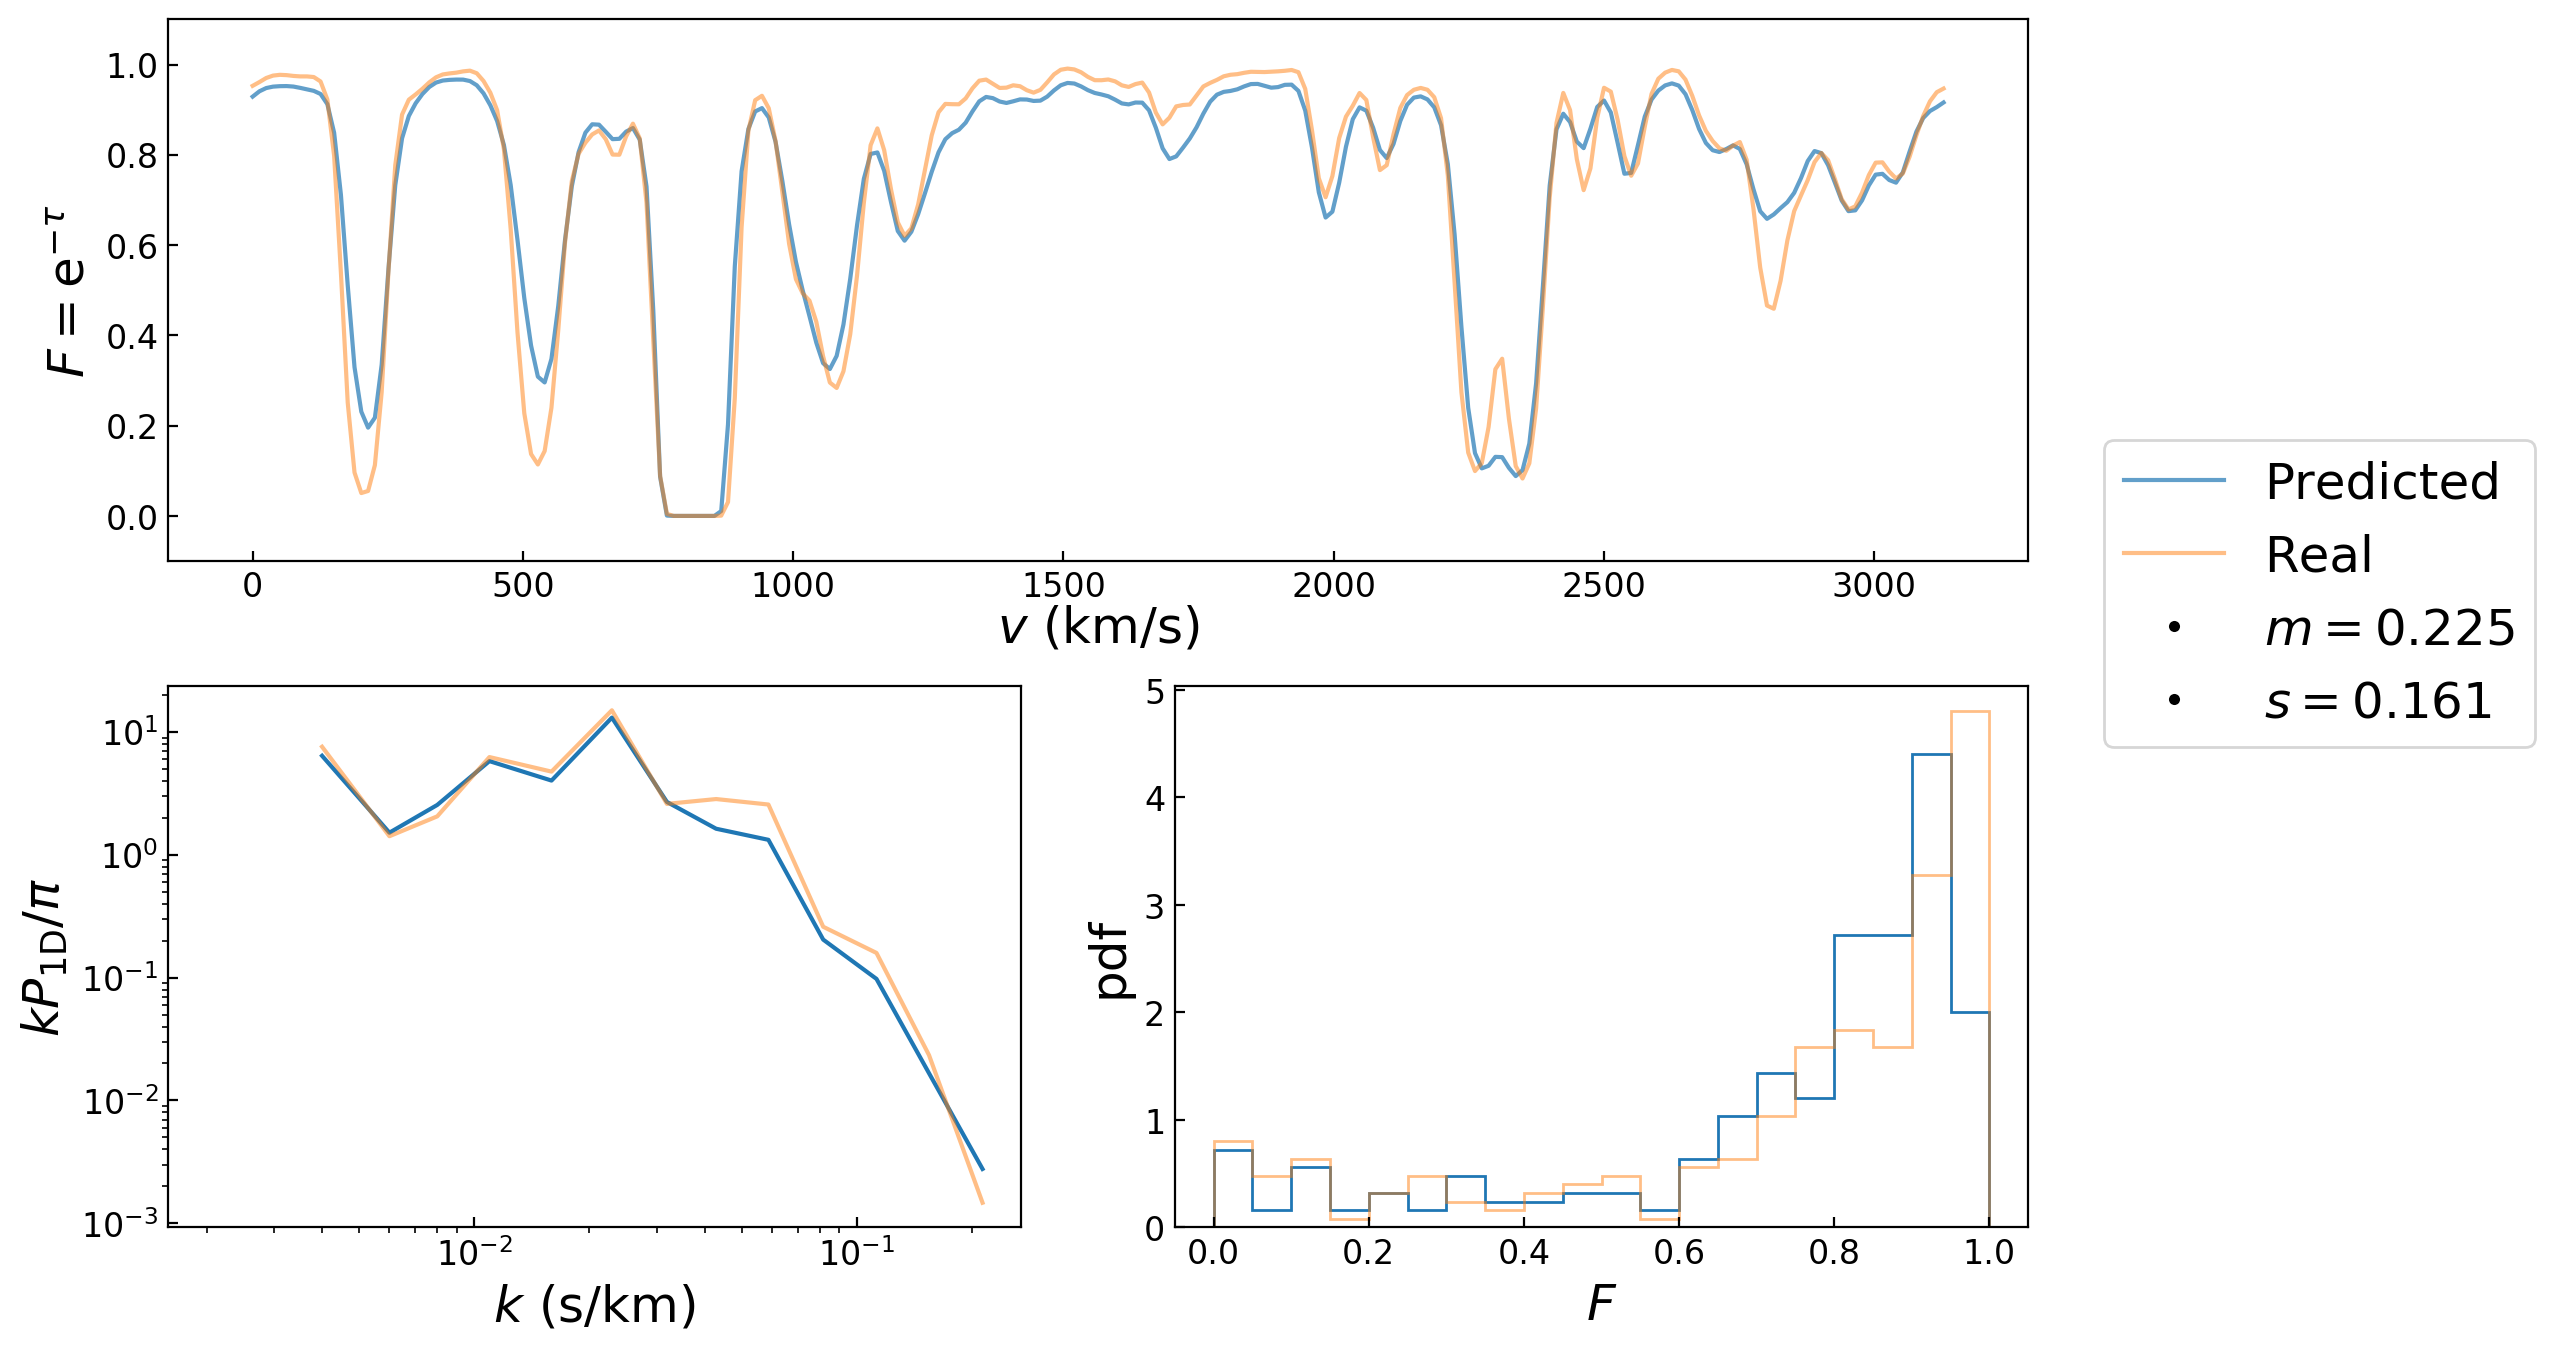 F = e^{-τ}
1.0
0.8
0.6
0.4
0.2
0.0
0 500 1000 1500 2000 2500 3000
v (km/s)
Predicted
Real
m = 0.225
s = 0.161
kP_{1D}/π
10^1
10^0
10^{-1}
10^{-2}
10^{-3}
10^{-2} 10^{-1}
k (s/km)
pdf
5
4
3
2
1
0
0.0 0.2 0.4 0.6 0.8 1.0
F